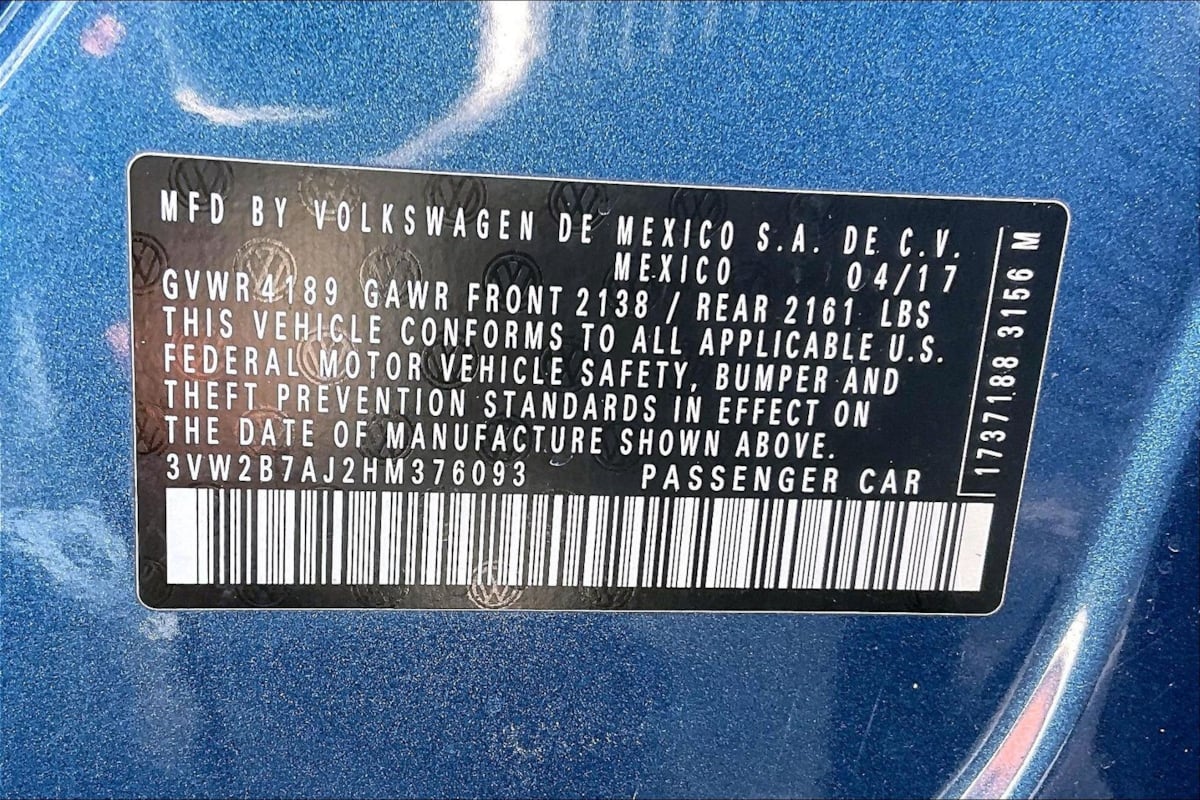 MFD BY VOLKSWAGEN DE MEXICO S.A. DE C.V.
MEXICO 04/17
GVWR4189 GAWR FRONT 2138 / REAR 2161 LBS
THIS VEHICLE CONFORMS TO ALL APPLICABLE U.S.
FEDERAL MOTOR VEHICLE SAFETY, BUMPER AND
THEFT PREVENTION STANDARDS IN EFFECT ON
THE DATE OF MANUFACTURE SHOWN ABOVE.
3VW2B7AJ2HM376093 PASSENGER CAR
1737188 3156 M